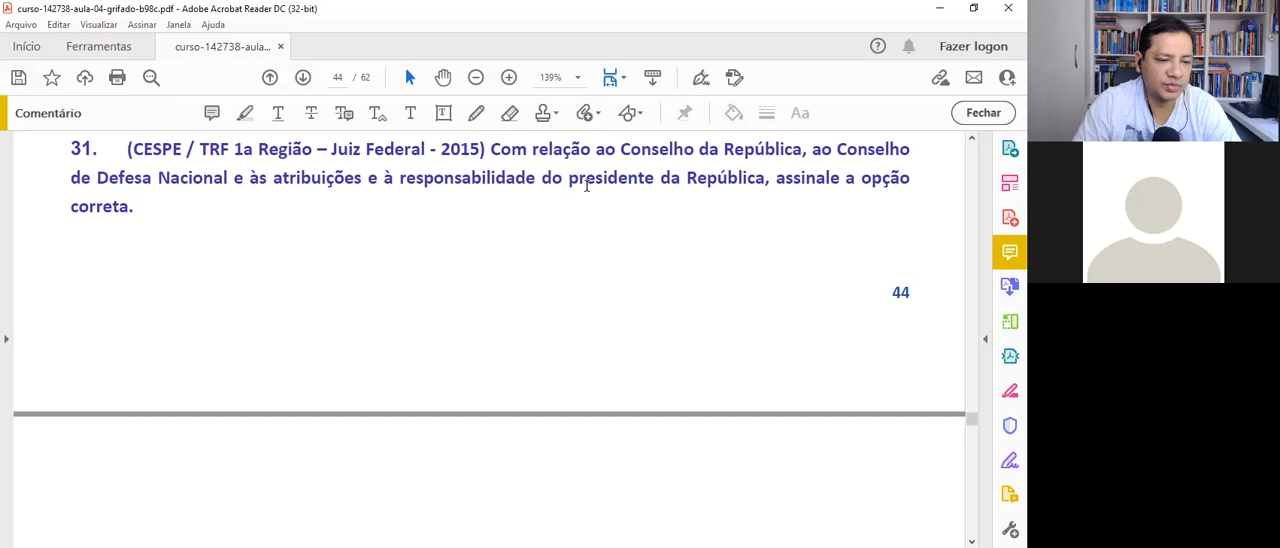 curso-142738-aula-04-grifado-b98c.pdf - Adobe Acrobat Reader DC (32-bit)
Arquivo Editar Visualizar Assinar Janela Ajuda
Início Ferramentas curso-142738-aula... × Fazer logon
44 / 62 139%
Comentário Aa Fechar
31. (CESPE / TRF 1a Região – Juiz Federal - 2015) Com relação ao Conselho da República, ao Conselho
de Defesa Nacional e às atribuições e à responsabilidade do presidente da República, assinale a opção
correta.
44